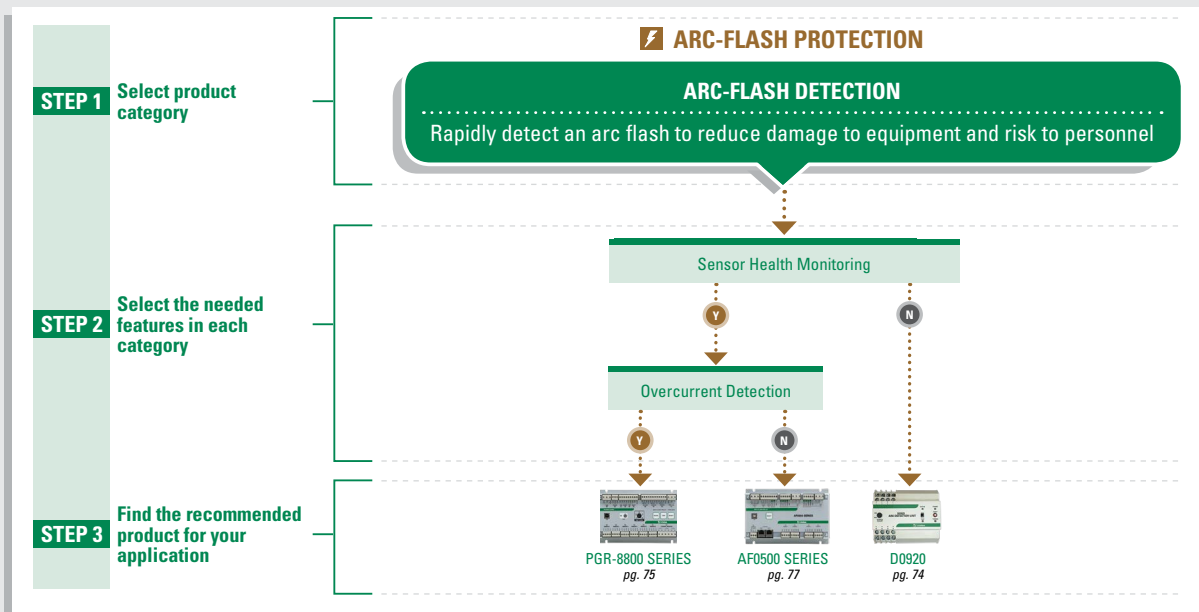 ARC-FLASH PROTECTION
STEP 1
Select product
category
ARC-FLASH DETECTION
Rapidly detect an arc flash to reduce damage to equipment and risk to personnel
STEP 2
Select the needed
features in each
category
Sensor Health Monitoring
Y
N
Overcurrent Detection
Y
N
STEP 3
Find the recommended
product for your
application
PGR-8800 SERIES
pg. 75
AF0500 SERIES
pg. 77
D0920
pg. 74